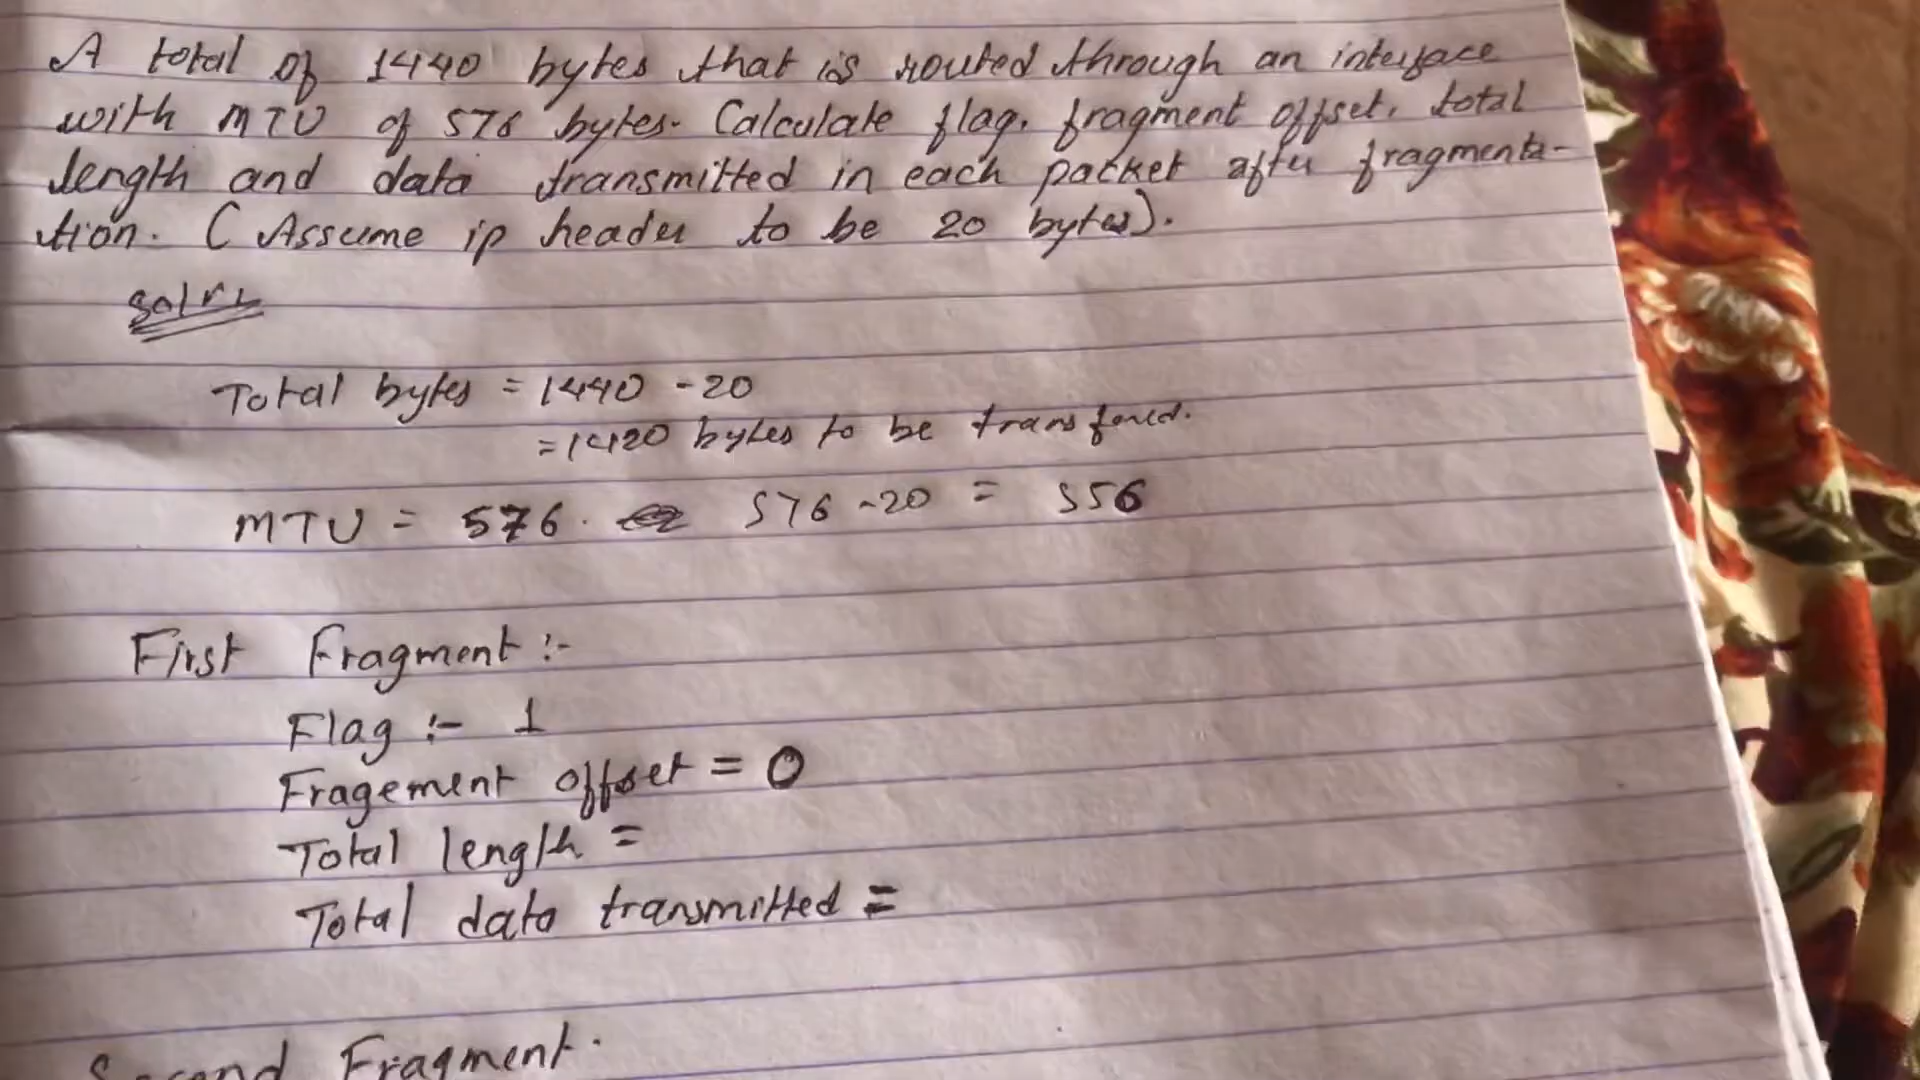 A total of 1440 bytes that is routed through an interface
with MTU of 576 bytes. Calculate flag, fragment offset, total
length and data transmitted in each packet after fragmenta-
tion. (Assume ip header to be 20 bytes).
Total bytes = 1440 - 20
= 1420 bytes to be
MTU = 576. 576 - 20 = 556
First Fragment :-
Flag :- 1
Fragement offset = 0
Total length =
Total data transmitted =
Second Fragment.